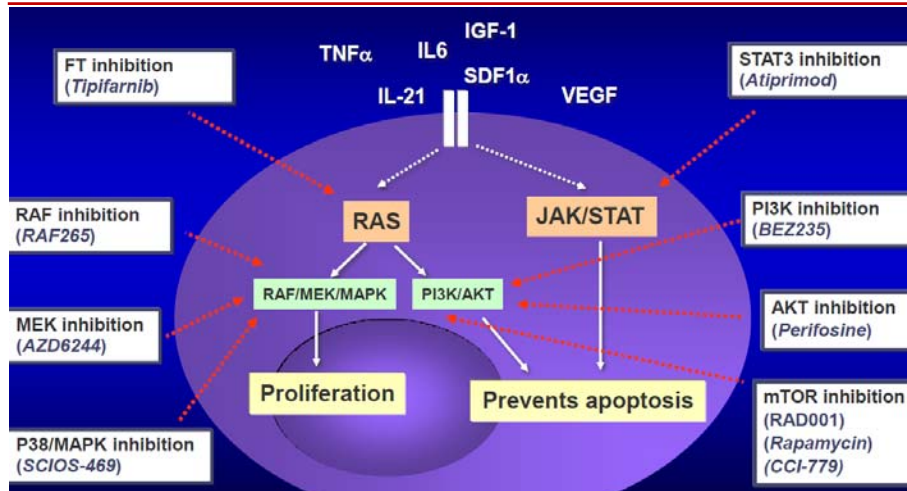 FT inhibition
(Tipifarnib)
RAF inhibition
(RAF265)
MEK inhibition
(AZD6244)
P38/MAPK inhibition
(SCIOS-469)
TNFα
IL6
IGF-1
SDF1α
IL-21
VEGF
RAS
JAK/STAT
RAF/MEK/MAPK
PI3K/AKT
Proliferation
Prevents apoptosis
STAT3 inhibition
(Atiprimod)
PI3K inhibition
(BEZ235)
AKT inhibition
(Perifosine)
mTOR inhibition
(RAD001)
(Rapamycin)
(CCI-779)